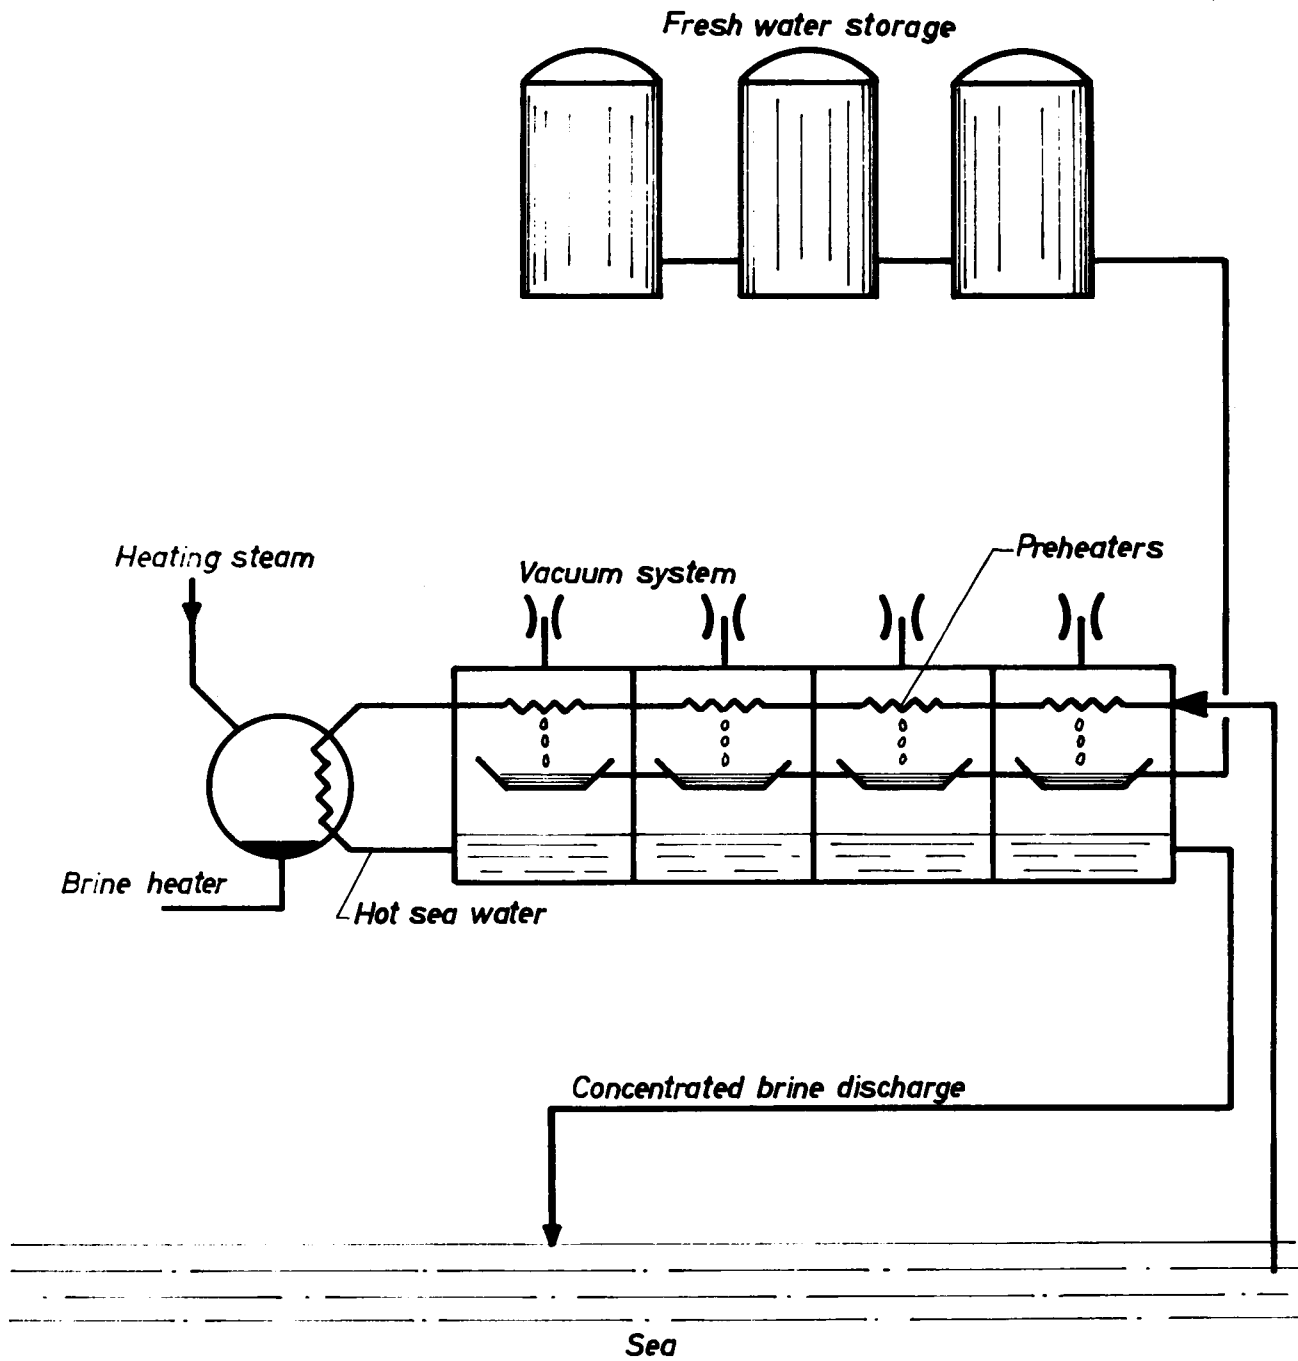 Fresh water storage
Heating steam
Vacuum system
Preheaters
Brine heater
Hot sea water
Concentrated brine discharge
Sea